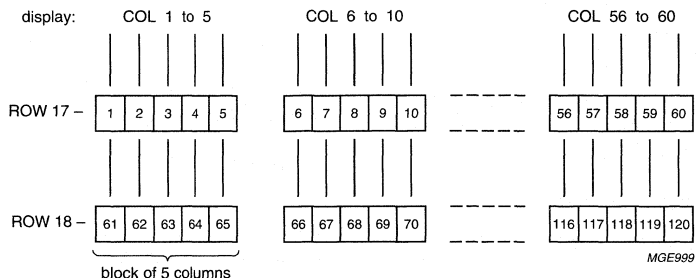 display: COL 1 to 5 COL 6 to 10 COL 56 to 60
ROW 17 – 1 2 3 4 5 6 7 8 9 10 56 57 58 59 60
ROW 18 – 61 62 63 64 65 66 67 68 69 70 116 117 118 119 120
MGE999
block of 5 columns